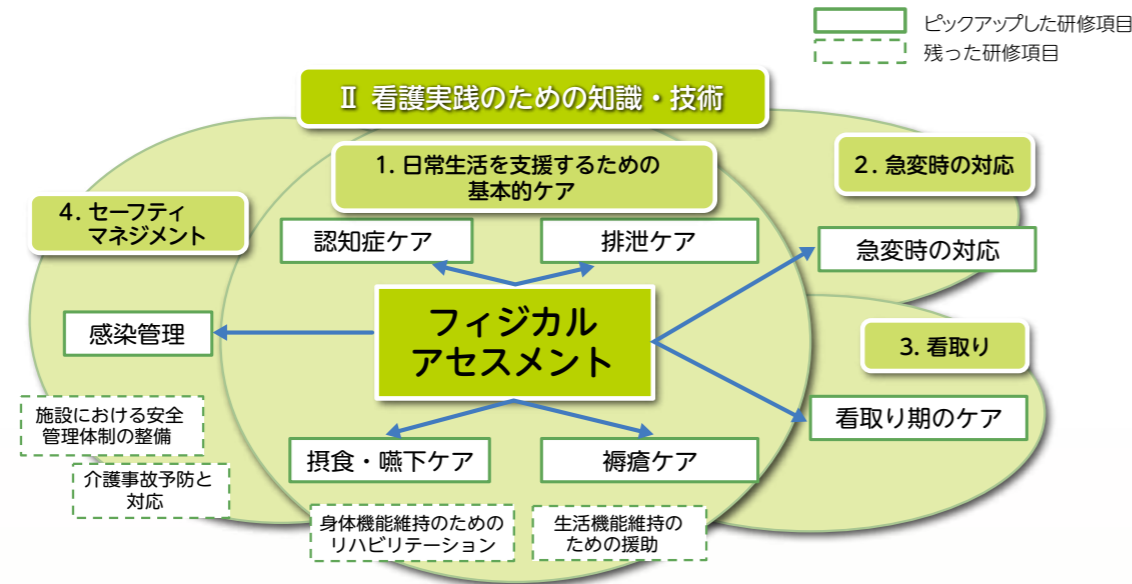 ピックアップした研修項目
残った研修項目
Ⅱ 看護実践のための知識・技術
1. 日常生活を支援するための
基本的ケア
2. 急変時の対応
4. セーフティ
マネジメント
認知症ケア
排泄ケア
急変時の対応
フィジカル
アセスメント
感染管理
3. 看取り
施設における安全
管理体制の整備
看取り期のケア
摂食・嚥下ケア
褥瘡ケア
介護事故予防と
対応
身体機能維持のための
リハビリテーション
生活機能維持の
ための援助